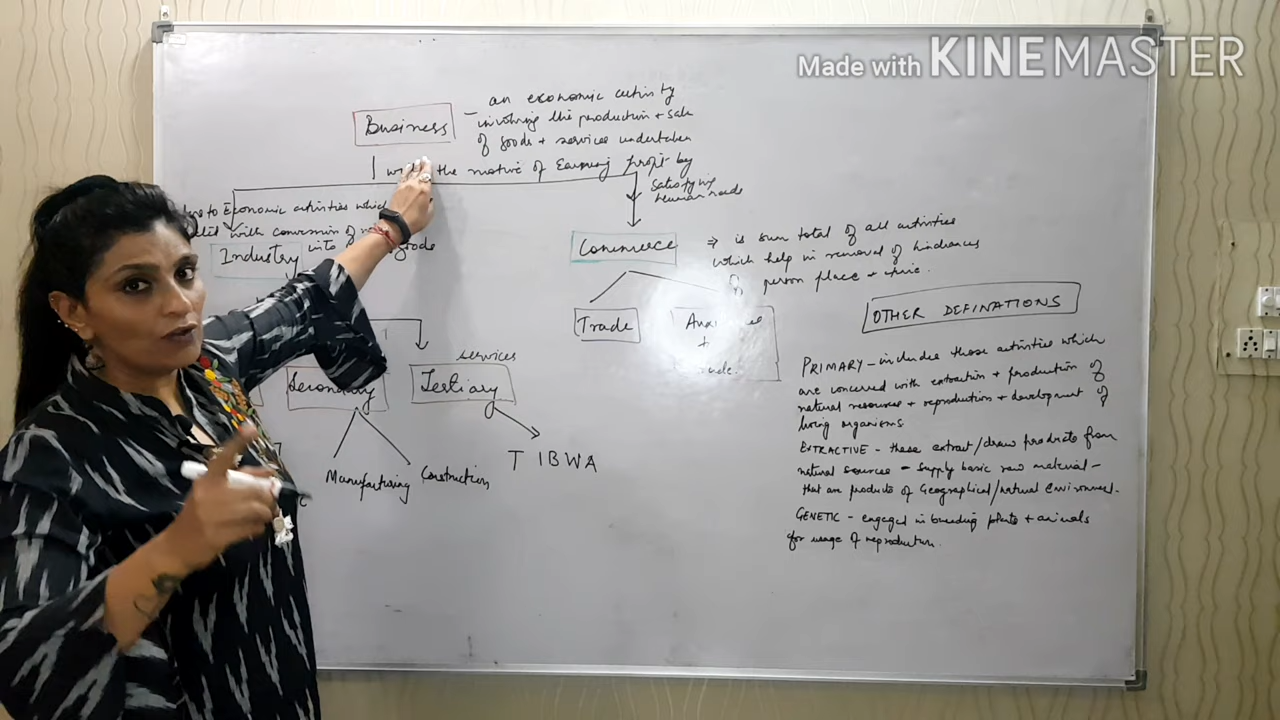 Made with KINEMASTER
Business
- an economic activity
involving the production + sale
of goods + services undertaken
the motive of Earning profit by
Satisfying
human needs
to Economic activities which
with conversion of
into goods
Industry
Commerce
⇒ is sum total of all activities
which help in removal of hindrances
of person place + time.
Trade
+
OTHER DEFINATIONS
services
Secondary
Tertiary
Manufacturing
Construction
T IBWA
PRIMARY - includes those activities which
are concerned with extraction + production of
natural resources + reproduction + development of
living organisms
EXTRACTIVE - these extract/draw products from
natural sources - supply basic raw material -
that are products of Geographical/natural Environment.
GENETIC - engaged in breeding plants + animals
for usage of reproduction.